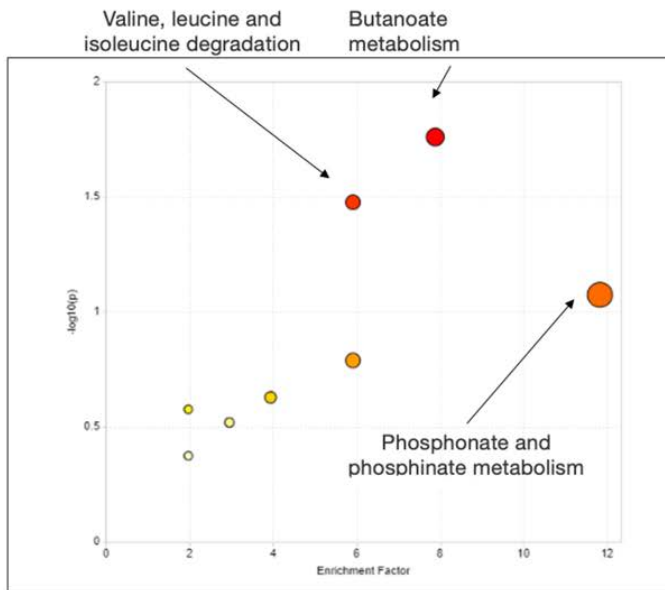 Valine, leucine and
isoleucine degradation
Butanoate
metabolism
2
1.5
1
0.5
0
-log10(p)
Phosphonate and
phosphinate metabolism
0
2
4
6
8
10
12
Enrichment Factor